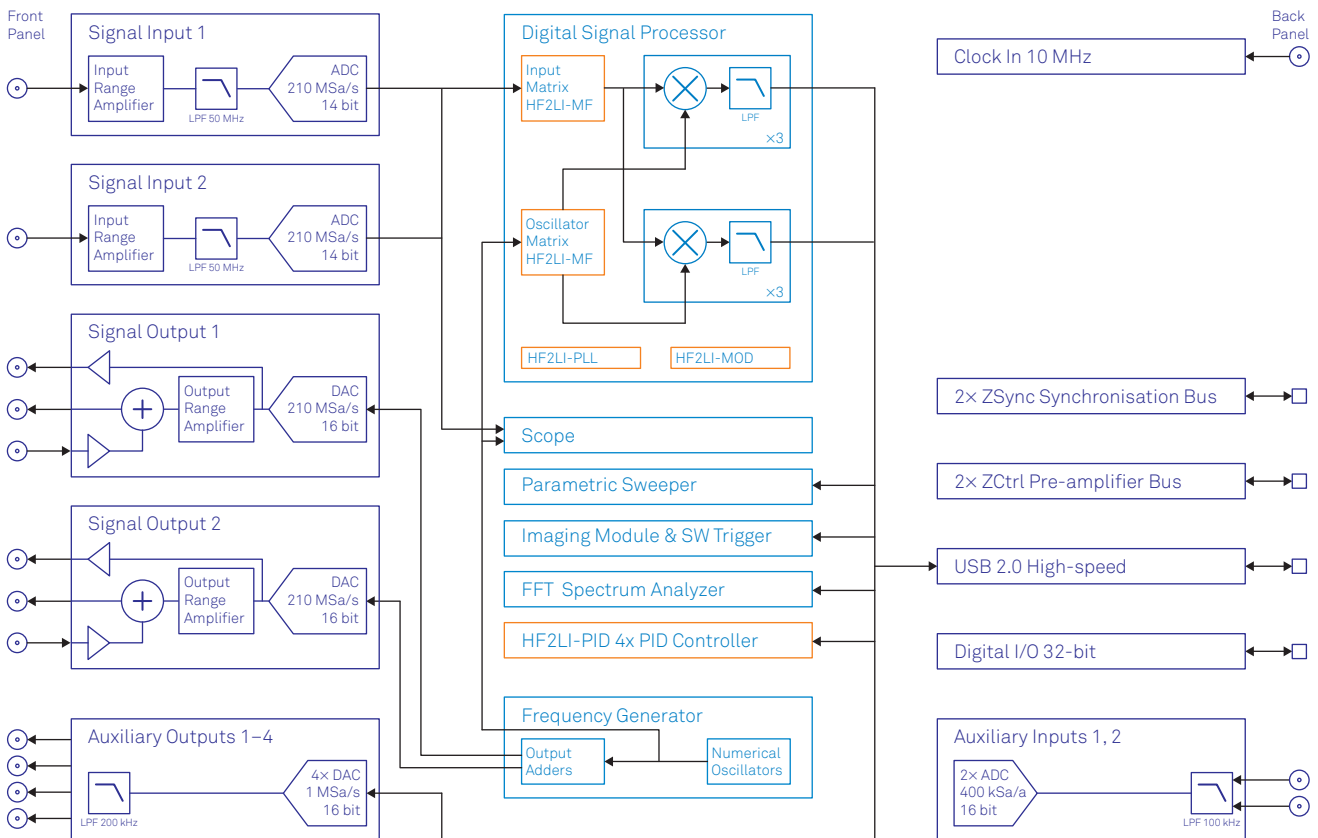 Front
Panel
Signal Input 1
Input
Range
Amplifier
LPF 50 MHz
ADC
210 MSa/s
14 bit
Signal Input 2
Input
Range
Amplifier
LPF 50 MHz
ADC
210 MSa/s
14 bit
Signal Output 1
Output
Range
Amplifier
DAC
210 MSa/s
16 bit
Signal Output 2
Output
Range
Amplifier
DAC
210 MSa/s
16 bit
Auxiliary Outputs 1–4
LPF 200 kHz
4× DAC
1 MSa/s
16 bit
Digital Signal Processor
Input
Matrix
HF2LI-MF
LPF
×3
Oscillator
Matrix
HF2LI-MF
LPF
×3
HF2LI-PLL
HF2LI-MOD
Scope
Parametric Sweeper
Imaging Module & SW Trigger
FFT Spectrum Analyzer
HF2LI-PID 4x PID Controller
Frequency Generator
Output
Adders
Numerical
Oscillators
Back
Panel
Clock In 10 MHz
2× ZSync Synchronisation Bus
2× ZCtrl Pre-amplifier Bus
USB 2.0 High-speed
Digital I/O 32-bit
Auxiliary Inputs 1, 2
2× ADC
400 kSa/a
16 bit
LPF 100 kHz